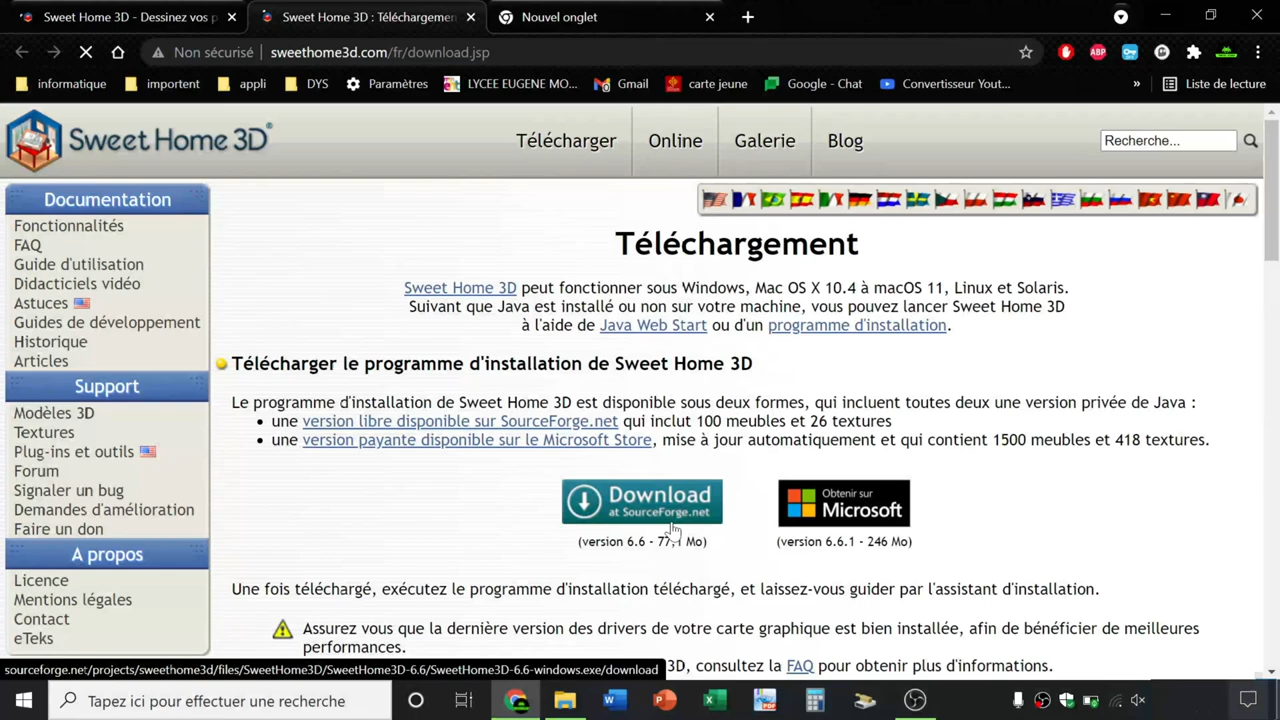 Sweet Home 3D - Dessinez vos p
Sweet Home 3D : Téléchargemen
Nouvel onglet
Non sécurisé
sweethome3d.com/fr/download.jsp
informatique
importent
appli
DYS
Paramètres
LYCEE EUGENE MO...
Gmail
carte jeune
Google - Chat
Convertisseur Yout...
»
Liste de lecture
Sweet Home 3D
Télécharger
Online
Galerie
Blog
Recherche...
Documentation
Fonctionnalités
FAQ
Guide d'utilisation
Didacticiels vidéo
Astuces
Guides de développement
Historique
Articles
Support
Modèles 3D
Textures
Plug-ins et outils
Forum
Signaler un bug
Demandes d'amélioration
Faire un don
A propos
Licence
Mentions légales
Contact
eTeks
Téléchargement
Sweet Home 3D peut fonctionner sous Windows, Mac OS X 10.4 à macOS 11, Linux et Solaris.
Suivant que Java est installé ou non sur votre machine, vous pouvez lancer Sweet Home 3D
à l'aide de Java Web Start ou d'un programme d'installation.
Télécharger le programme d'installation de Sweet Home 3D
Le programme d'installation de Sweet Home 3D est disponible sous deux formes, qui incluent toutes deux une version privée de Java :
• une version libre disponible sur SourceForge.net qui inclut 100 meubles et 26 textures
• une version payante disponible sur le Microsoft Store, mise à jour automatiquement et qui contient 1500 meubles et 418 textures.
Download
at SourceForge.net
(version 6.6 - 77,1 Mo)
Obtenir sur
Microsoft
(version 6.6.1 - 246 Mo)
Une fois téléchargé, exécutez le programme d'installation téléchargé, et laissez-vous guider par l'assistant d'installation.
Assurez vous que la dernière version des drivers de votre carte graphique est bien installée, afin de bénéficier de meilleures
performances.
3D, consultez la FAQ pour obtenir plus d'informations.
sourceforge.net/projects/sweethome3d/files/SweetHome3D/SweetHome3D-6.6/SweetHome3D-6.6-windows.exe/download
Tapez ici pour effectuer une recherche